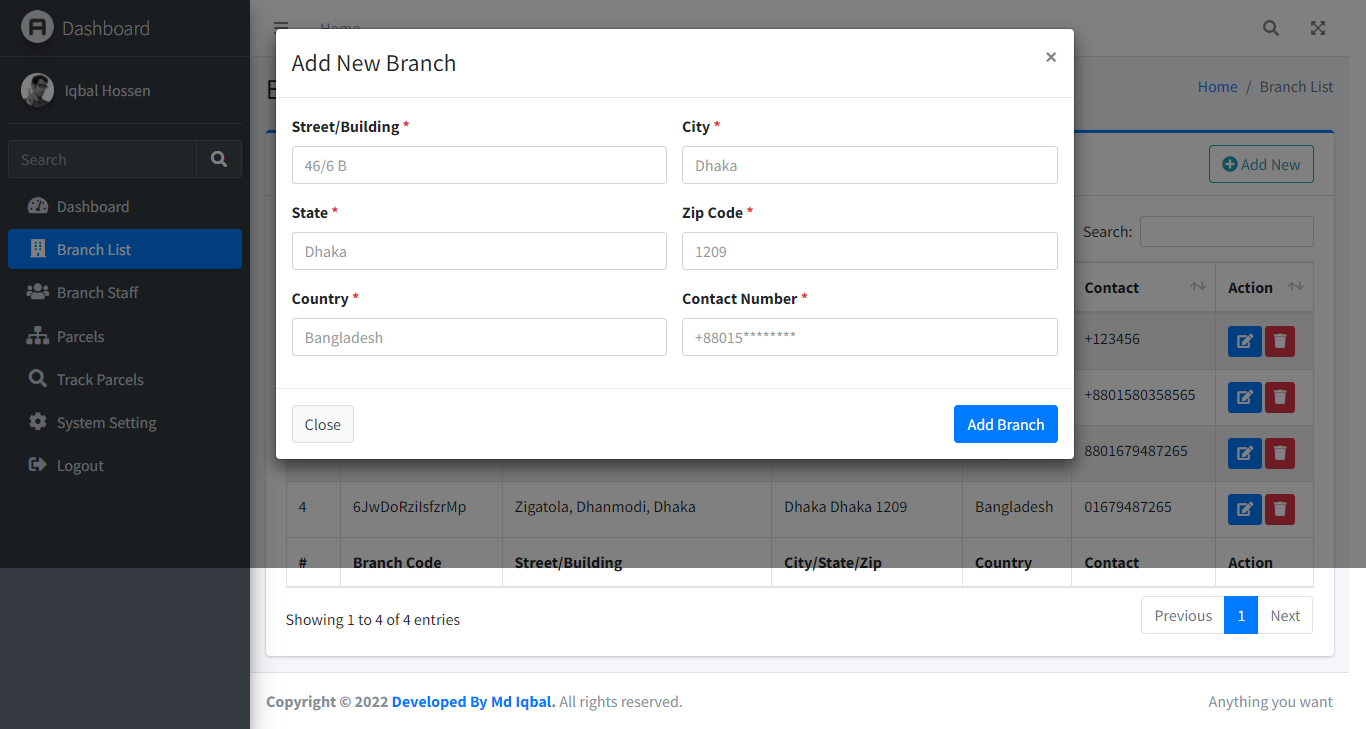 Dashboard
Home
Iqbal Hossen
Search
Dashboard
Branch List
Branch Staff
Parcels
Track Parcels
System Setting
Logout
Home / Branch List
Add New
Search:
Add New Branch ×
Street/Building * City *
46/6 B Dhaka
State * Zip Code *
Dhaka 1209
Country * Contact Number *
Bangladesh +88015********
Close Add Branch
Contact Action
+123456
+8801580358565
8801679487265
4 6JwDoRziIsfzrMp Zigatola, Dhanmodi, Dhaka Dhaka Dhaka 1209 Bangladesh 01679487265
# Branch Code Street/Building City/State/Zip Country Contact Action
Showing 1 to 4 of 4 entries Previous 1 Next
Copyright © 2022 Developed By Md Iqbal. All rights reserved. Anything you want